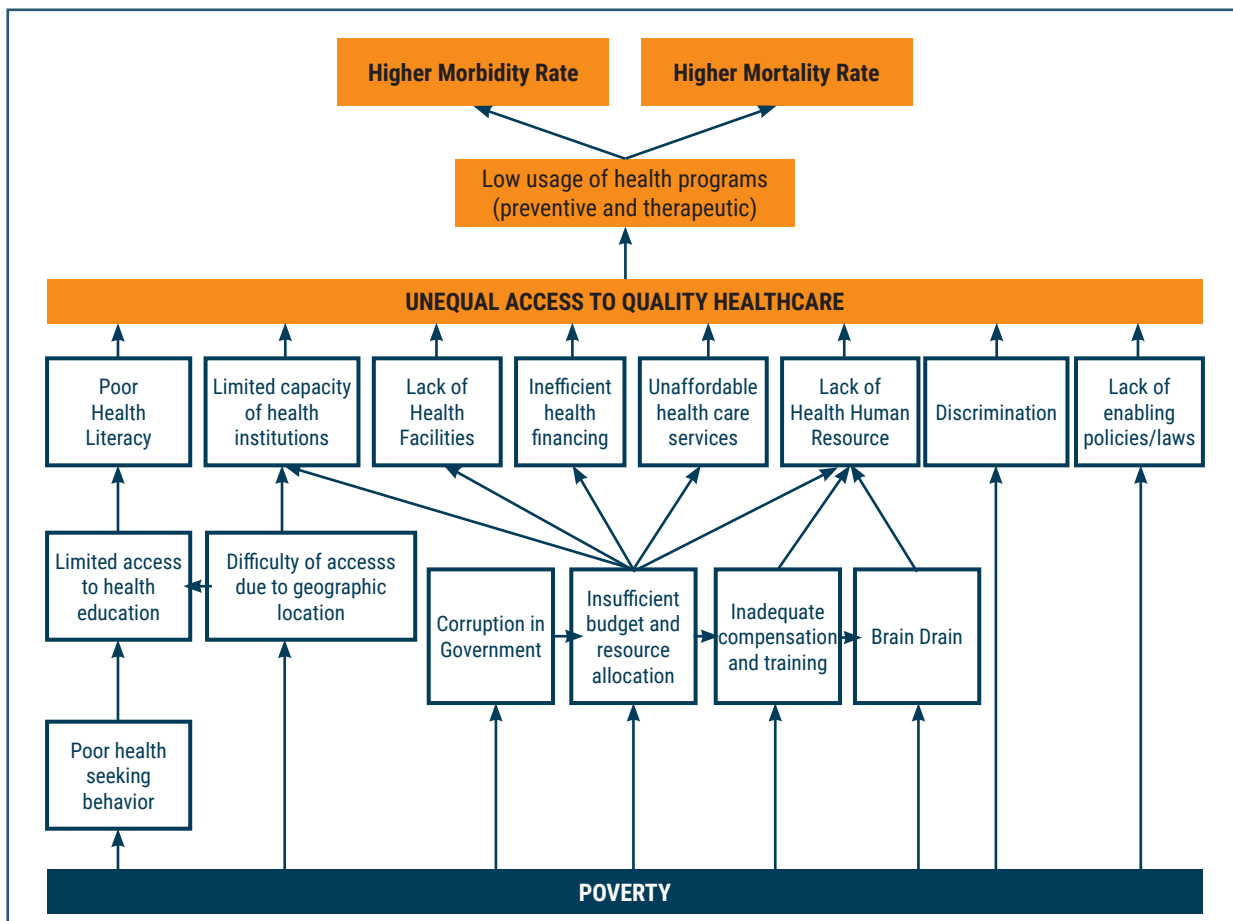 Higher Morbidity Rate
Higher Mortality Rate
Low usage of health programs
(preventive and therapeutic)
UNEQUAL ACCESS TO QUALITY HEALTHCARE
Poor
Health
Literacy
Limited capacity
of health
institutions
Lack of
Health
Facilities
Inefficient
health
financing
Unaffordable
health care
services
Lack of
Health Human
Resource
Discrimination
Lack of
enabling
policies/laws
Limited access
to health
education
Difficulty of accesss
due to geographic
location
Corruption in
Government
Insufficient
budget and
resource
allocation
Inadequate
compensation
and training
Brain Drain
Poor health
seeking
behavior
POVERTY